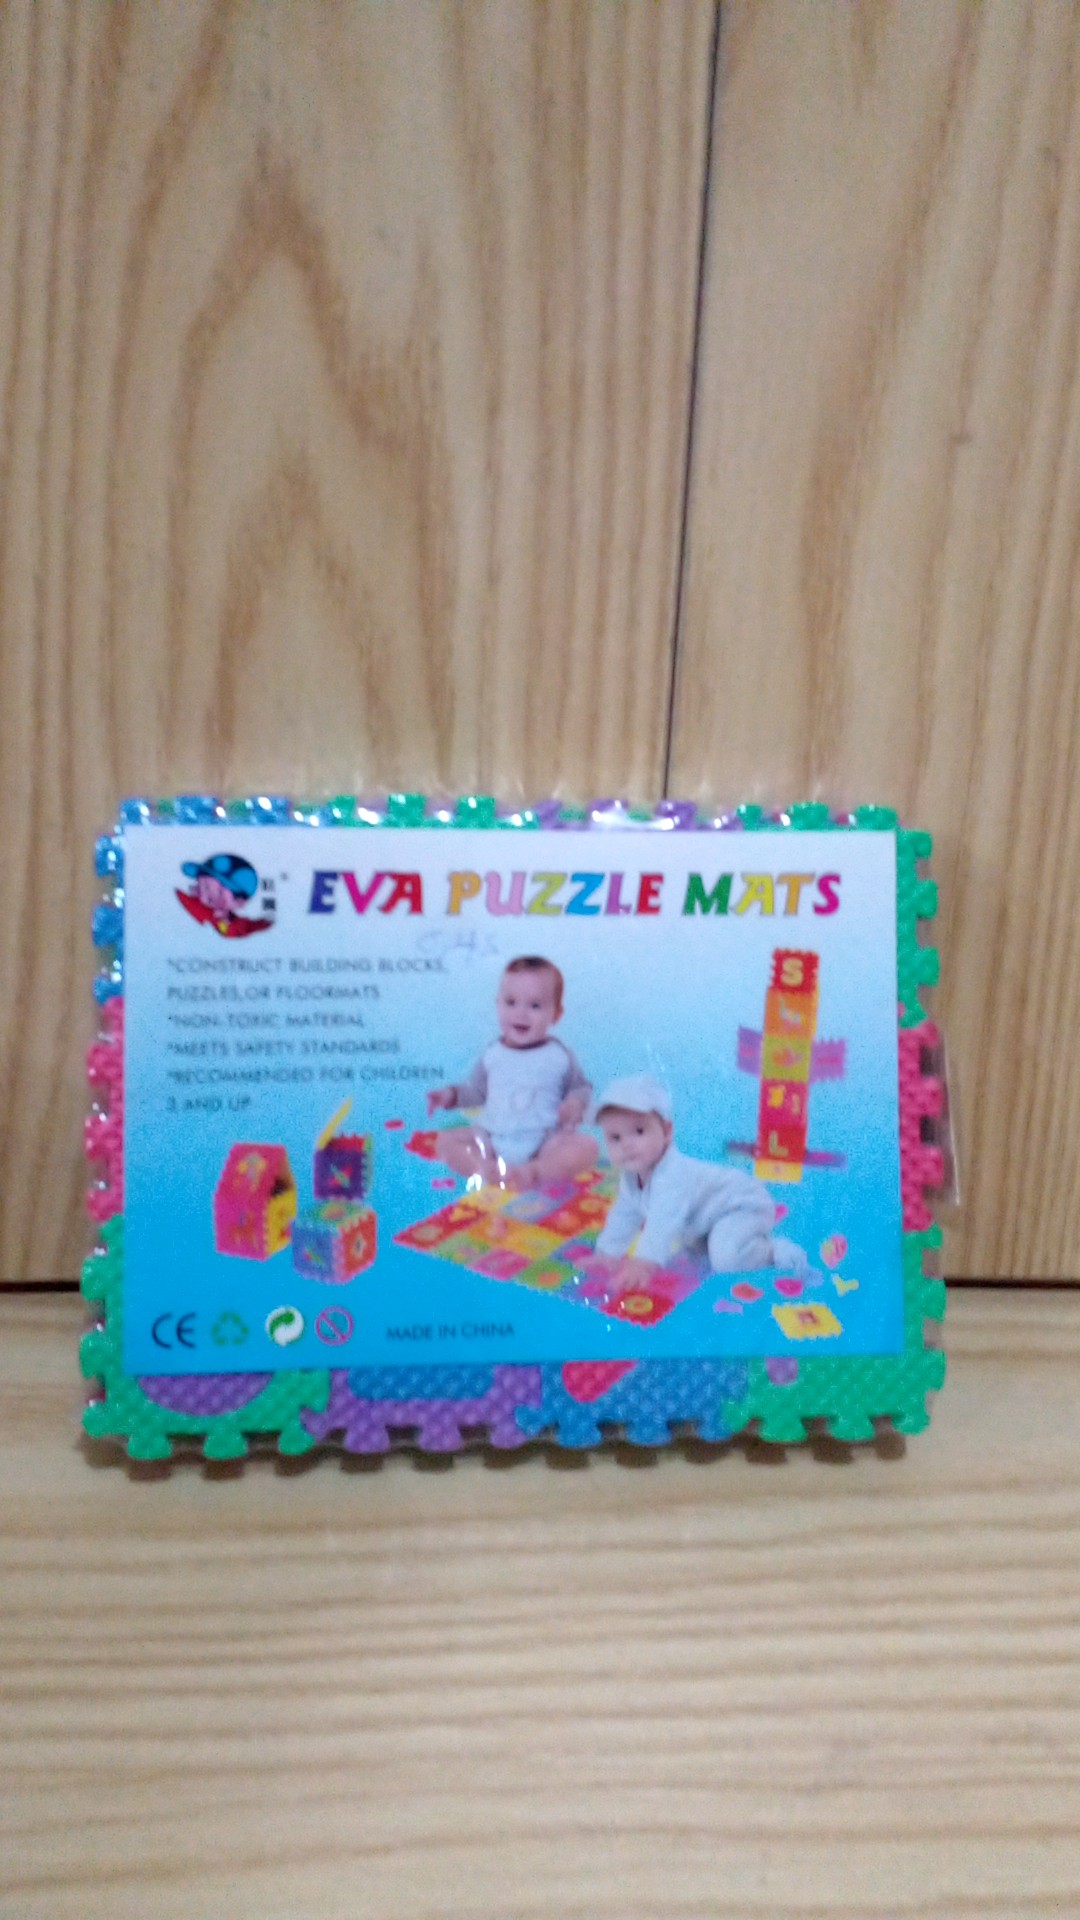 EVA PUZZLE MATS
*CONSTRUCT BUILDING BLOCKS,
PUZZLES,OR FLOORMATS
*NON-TOXIC MATERIAL
*MEETS SAFETY STANDARDS
*RECOMMENDED FOR CHILDREN
3 AND UP
S
L
CE
MADE IN CHINA